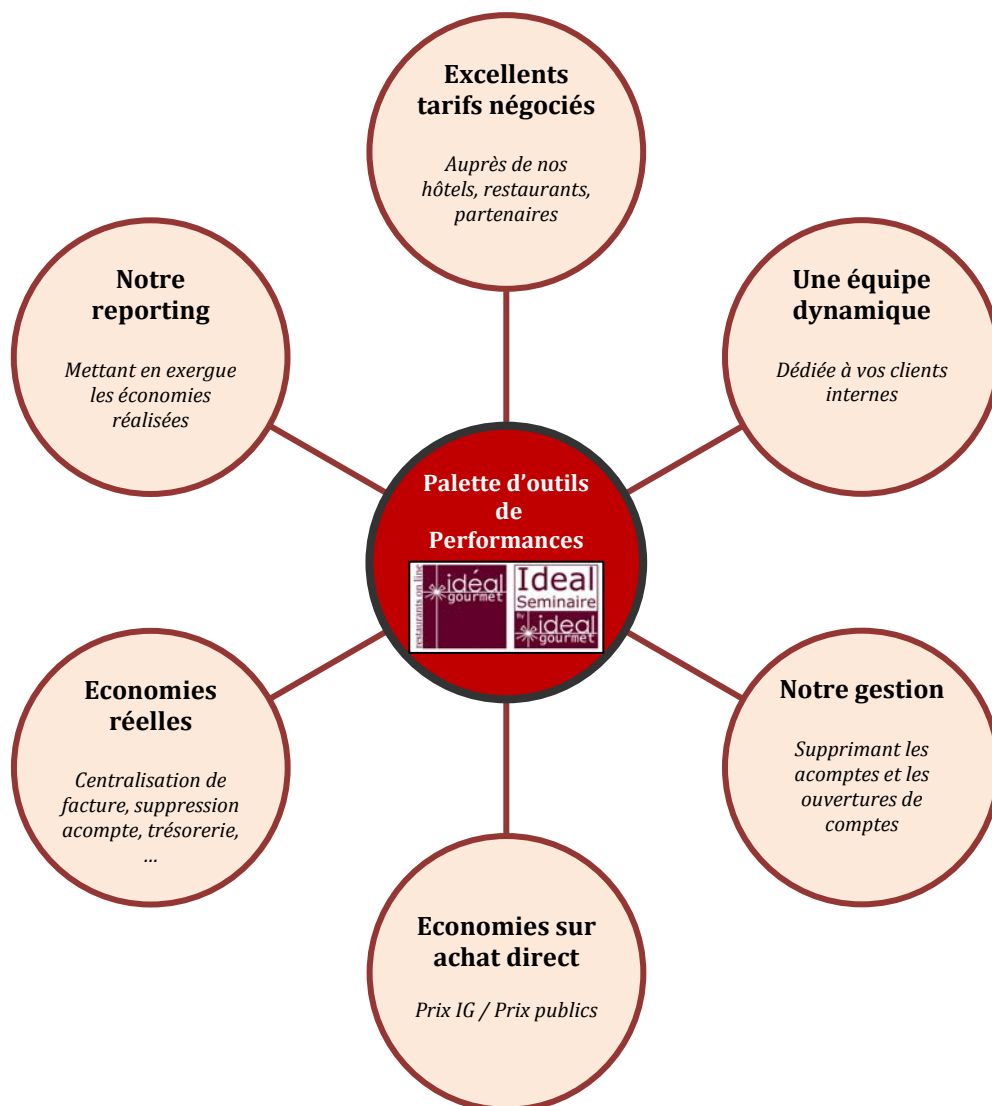 Excellents
tarifs négociés
Auprès de nos
hôtels, restaurants,
partenaires
Notre
reporting
Mettant en exergue
les économies
réalisées
Une équipe
dynamique
Dédiée à vos clients
internes
Palette d’outils
de
Performances
restaurants on line
idéal
gourmet
Ideal
Seminaire
By
ideal
gourmet
Economies
réelles
Centralisation de
facture, suppression
acompte, trésorerie,
...
Notre gestion
Supprimant les
acomptes et les
ouvertures de
comptes
Economies sur
achat direct
Prix IG / Prix publics